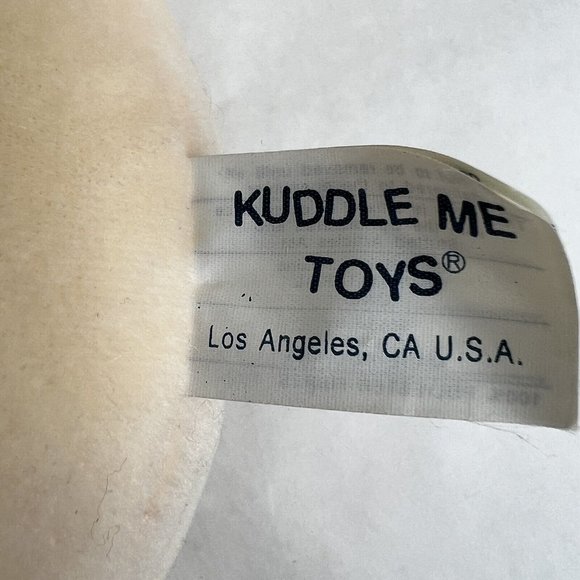 KUDDLE ME
TOYS®
Los Angeles, CA U.S.A.